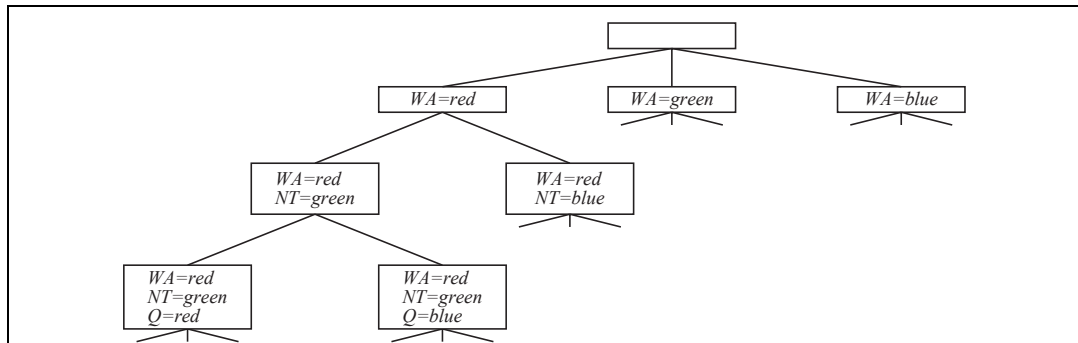 WA=red
WA=green
WA=blue
WA=red
NT=green
WA=red
NT=blue
WA=red
NT=green
Q=red
WA=red
NT=green
Q=blue